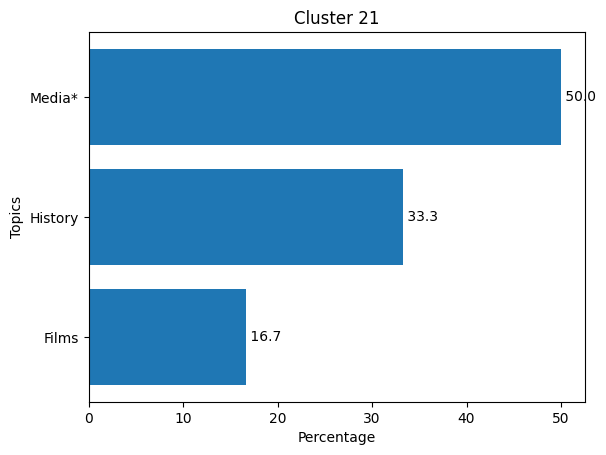 Cluster 21
Media*
50.0
History
33.3
Films
16.7
Topics
0 10 20 30 40 50
Percentage